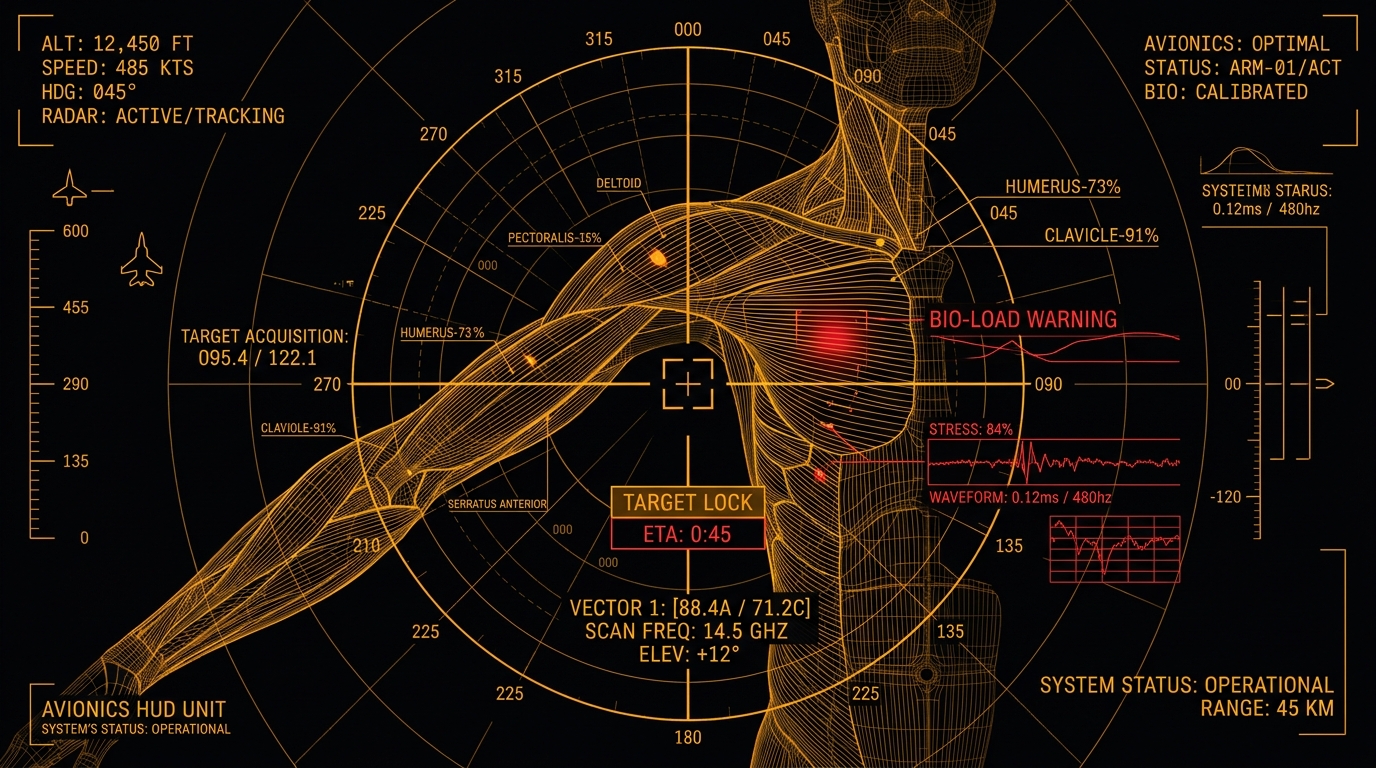 ALT: 12,450 FT
SPEED: 485 KTS
HDG: 045°
RADAR: ACTIVE/TRACKING
AVIONICS: OPTIMAL
STATUS: ARM-01/ACT
BIO: CALIBRATED
000
315
045
315
090
270
045
SYSTEIMꓘ STARUS:
0.12ms / 480hz
DELTOID
HUMERUS-73%
225
045
600
PECTORALIS-15%
CLAVICLE-91%
000
455
BIO-LOAD WARNING
TARGET ACQUISITION:
095.4 / 122.1
HUMERUS-73%
290
270
090
00
CLAVIOLE-91%
STRESS: 84%
135
SERRATUS ANTERIOR
TARGET LOCK
WAVEFORM: 0.12ms / 480hz
-120
0
ETA: 0:45
000
210
135
000
VECTOR 1: [88.4A / 71.2C]
SCAN FREQ: 14.5 GHZ
ELEV: +12°
225
135
225
225
SYSTEM STATUS: OPERATIONAL
RANGE: 45 KM
AVIONICS HUD UNIT
SYSTEM'S STATUS: OPERATIONAL
180